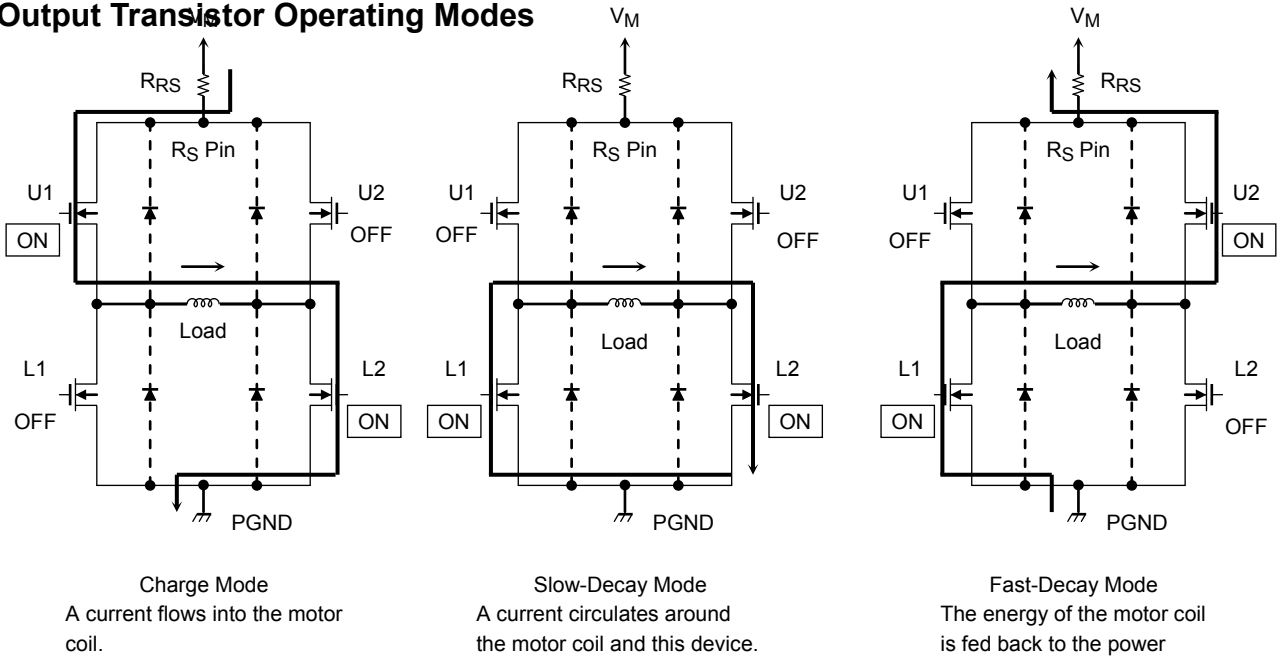 Output Transistor Operating Modes
VM
VM
VM
RRS
RRS
RRS
RS Pin
RS Pin
RS Pin
U1
U2
U1
U2
U1
U2
ON
OFF
OFF
OFF
OFF
ON
Load
Load
Load
L1
L2
L1
L2
L1
L2
OFF
ON
ON
ON
ON
OFF
PGND
PGND
PGND
Charge Mode
A current flows into the motor
coil.
Slow-Decay Mode
A current circulates around
the motor coil and this device.
Fast-Decay Mode
The energy of the motor coil
is fed back to the power